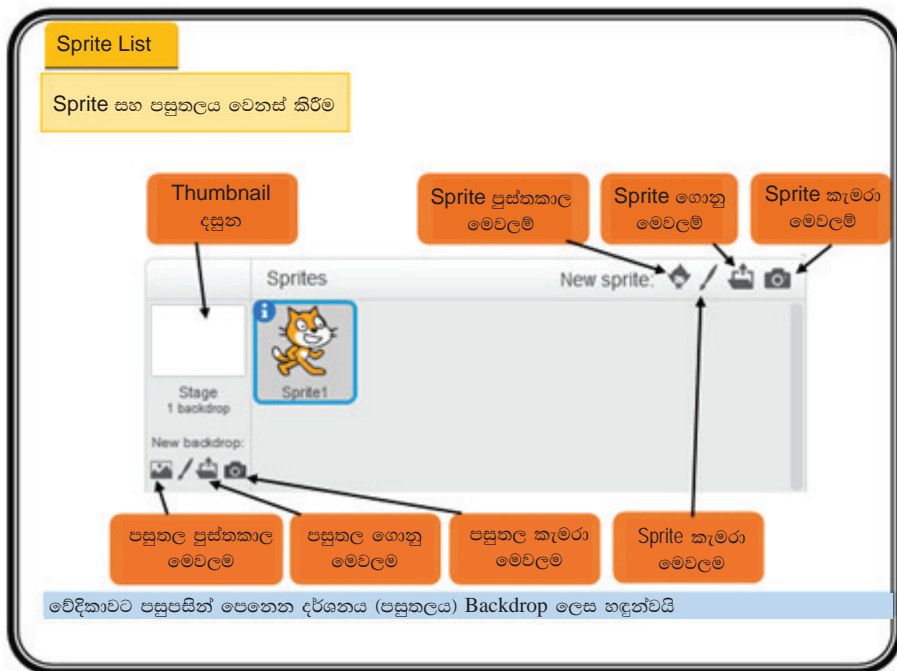 Sprite List
Sprite සහ පසුතලය වෙනස් කිරීම
Thumbnail
දසුන
Sprite පුස්තකාල
මෙවලම්
Sprite ගොනු
මෙවලම්
Sprite කැමරා
මෙවලම්
Sprites
New sprite:
Sprite1
Stage
1 backdrop
New backdrop:
පසුතල පුස්තකාල
මෙවලම
පසුතල ගොනු
මෙවලම
පසුතල කැමරා
මෙවලම
Sprite කැමරා
මෙවලම
වේදිකාවට පසුපසින් පෙනෙන දර්ශනය (පසුතලය) Backdrop ලෙස හඳුන්වයි